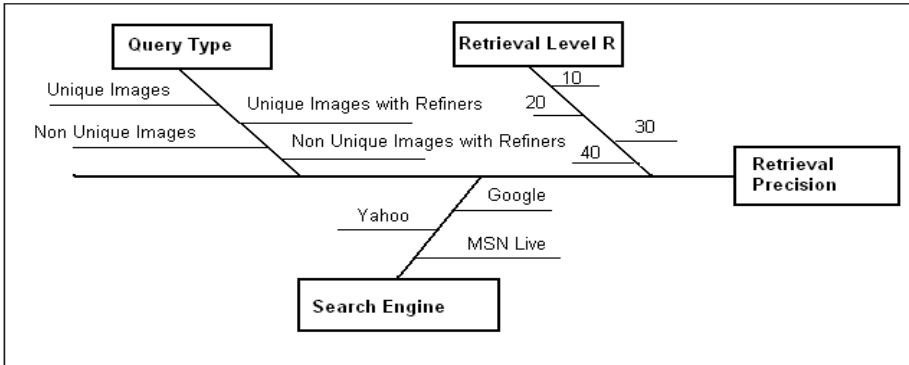 Query Type
Retrieval Level R
Unique Images
Unique Images with Refiners
Non Unique Images
Non Unique Images with Refiners
10
20
30
40
Retrieval
Precision
Google
Yahoo
MSN Live
Search Engine